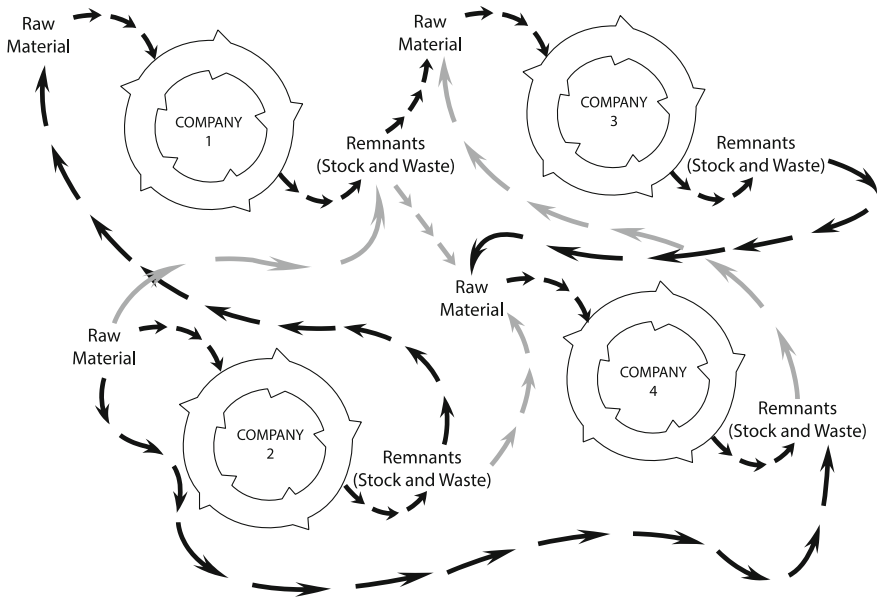 Raw
Material
COMPANY
1
Remnants
(Stock and Waste)
Raw
Material
COMPANY
3
Remnants
(Stock and Waste)
Raw
Material
COMPANY
2
Remnants
(Stock and Waste)
Raw
Material
COMPANY
4
Remnants
(Stock and Waste)